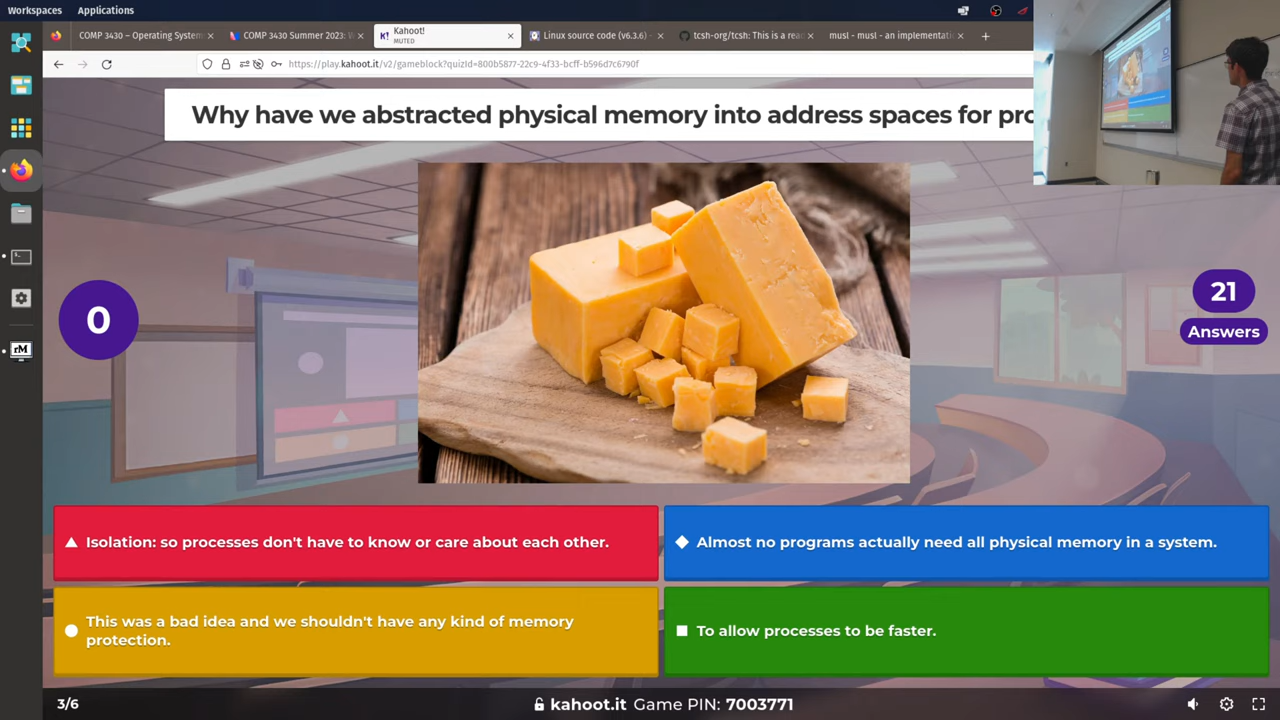 Workspaces Applications
COMP 3430 – Operating System
COMP 3430 Summer 2023: W
Kahoot!
MUTED
Linux source code (v6.3.6) –
tcsh-org/tcsh: This is a rea
musl - musl - an implementati
https://play.kahoot.it/v2/gameblock?quizId=800b5877-22c9-4f33-bcff-b596d7c6790f
Why have we abstracted physical memory into address spaces for pro
0
21
Answers
Isolation: so processes don't have to know or care about each other.
Almost no programs actually need all physical memory in a system.
This was a bad idea and we shouldn't have any kind of memory
protection.
To allow processes to be faster.
3/6
kahoot.it Game PIN: 7003771